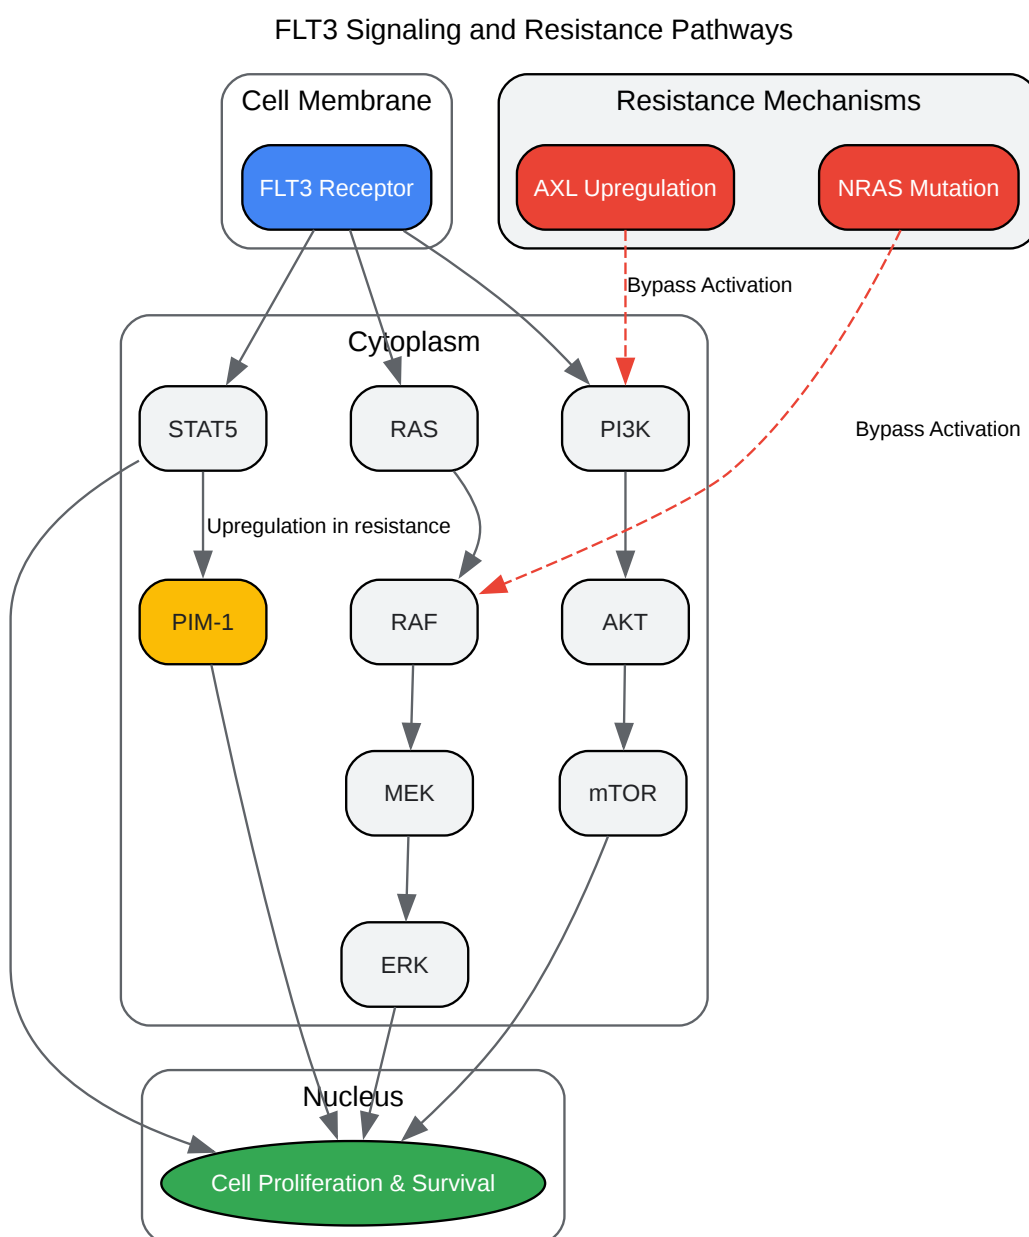 FLT3 Signaling and Resistance Pathways
Cell Membrane
Resistance Mechanisms
FLT3 Receptor
AXL Upregulation
NRAS Mutation
Bypass Activation
Cytoplasm
STAT5
RAS
PI3K
Bypass Activation
Upregulation in resistance
PIM-1
RAF
AKT
MEK
mTOR
ERK
Nucleus
Cell Proliferation & Survival